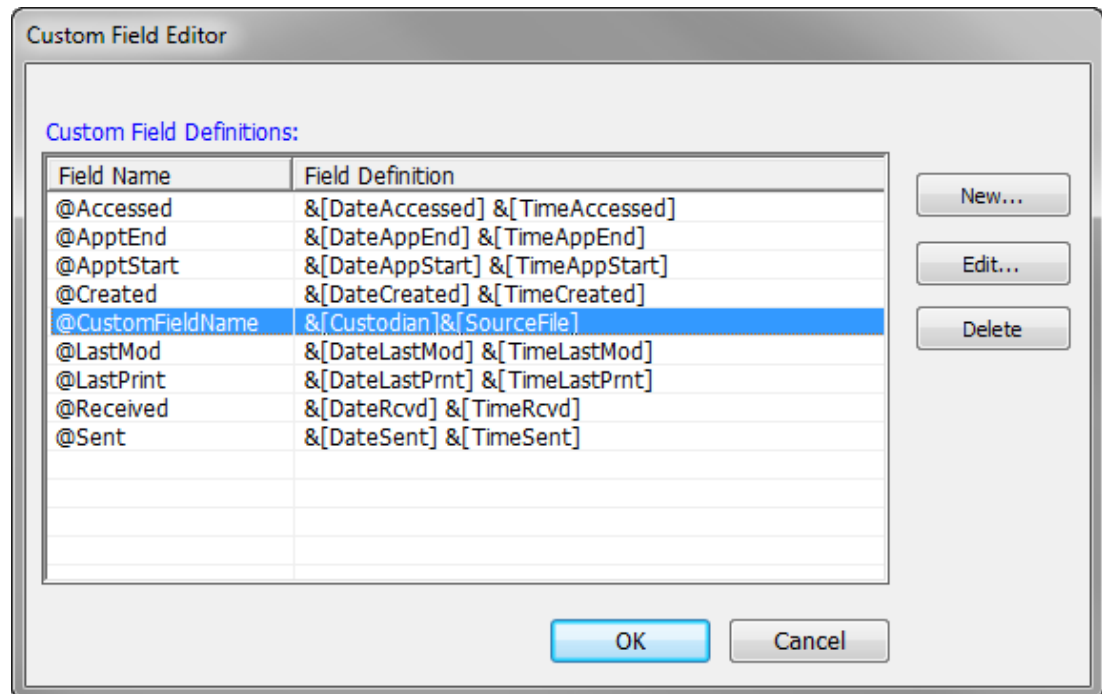 Custom Field Editor
Custom Field Definitions:
Field Name Field Definition
@Accessed &[DateAccessed] &[TimeAccessed]
@ApptEnd &[DateAppEnd] &[TimeAppEnd]
@ApptStart &[DateAppStart] &[TimeAppStart]
@Created &[DateCreated] &[TimeCreated]
@CustomFieldName &[Custodian]&[SourceFile]
@LastMod &[DateLastMod] &[TimeLastMod]
@LastPrint &[DateLastPrnt] &[TimeLastPrnt]
@Received &[DateRcvd] &[TimeRcvd]
@Sent &[DateSent] &[TimeSent]
New...
Edit...
Delete
OK Cancel